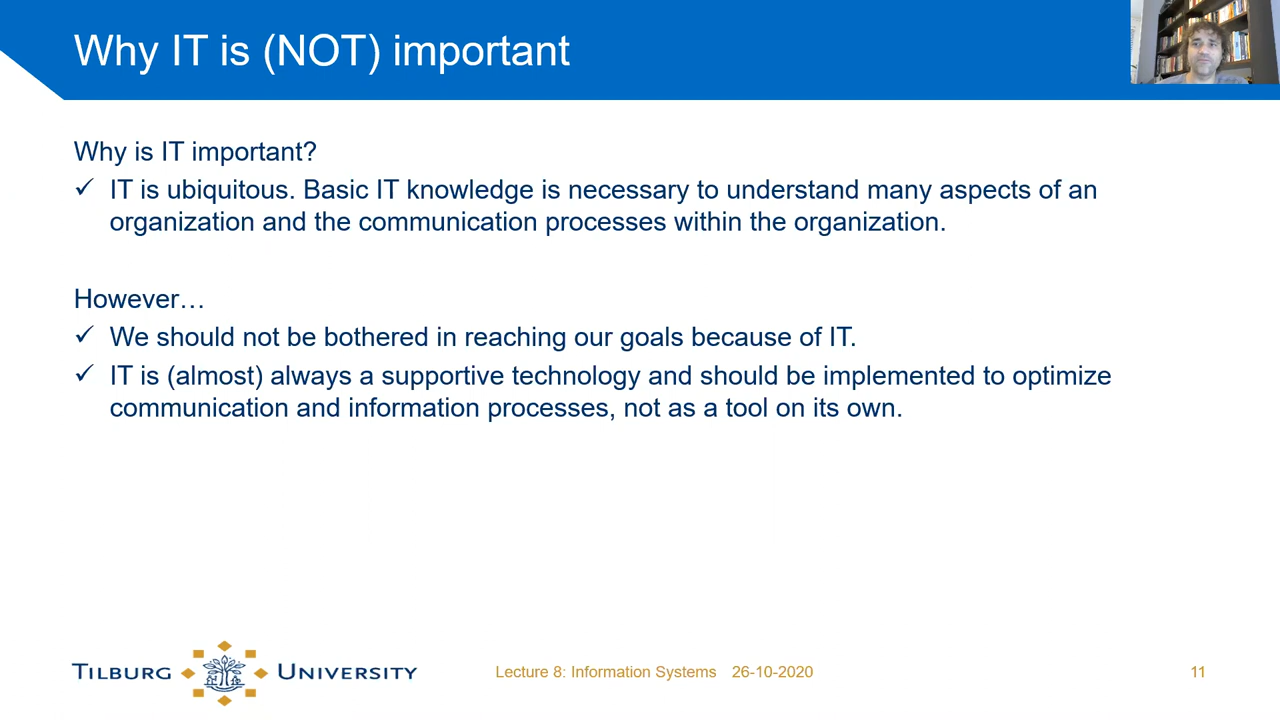 Why IT is (NOT) important
Why is IT important?
✓ IT is ubiquitous. Basic IT knowledge is necessary to understand many aspects of an
organization and the communication processes within the organization.
However…
✓ We should not be bothered in reaching our goals because of IT.
✓ IT is (almost) always a supportive technology and should be implemented to optimize
communication and information processes, not as a tool on its own.
TILBURG UNIVERSITY
Lecture 8: Information Systems 26-10-2020
11